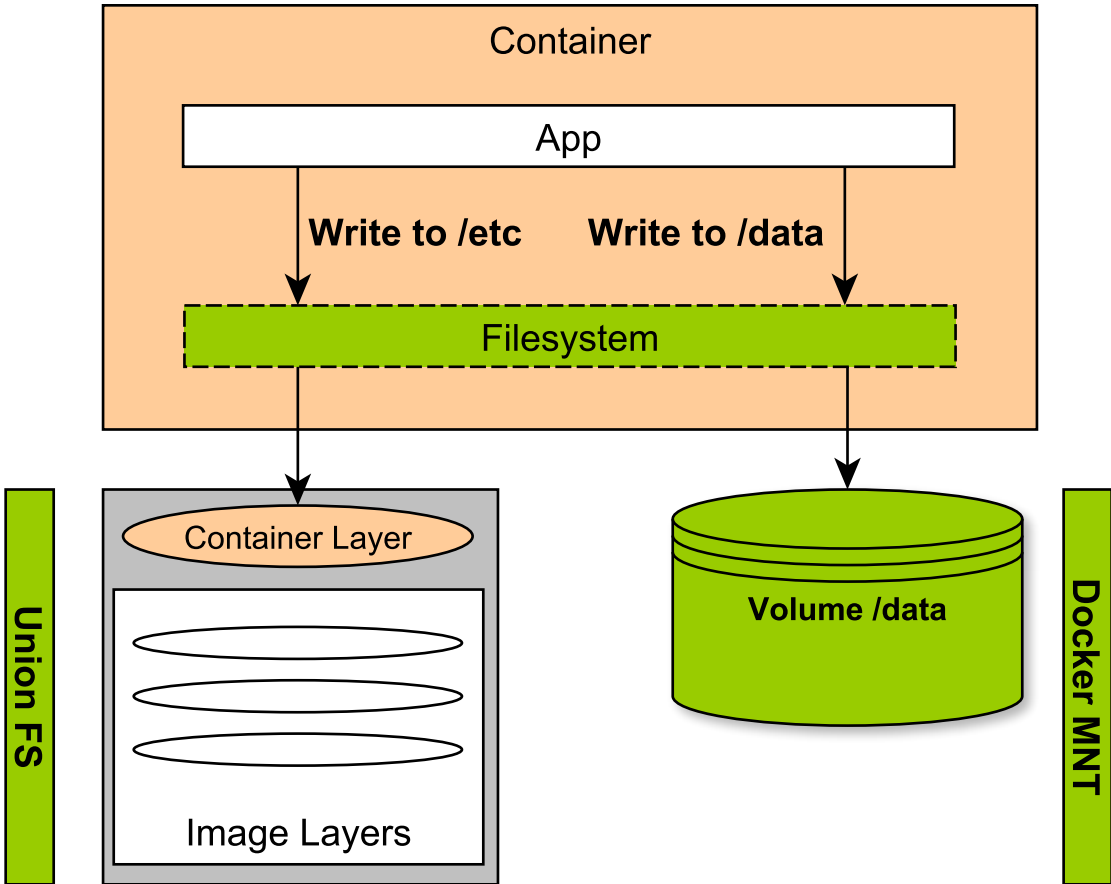 Container
App
Write to /etc
Write to /data
Filesystem
Union FS
Container Layer
Image Layers
Volume /data
Docker MNT